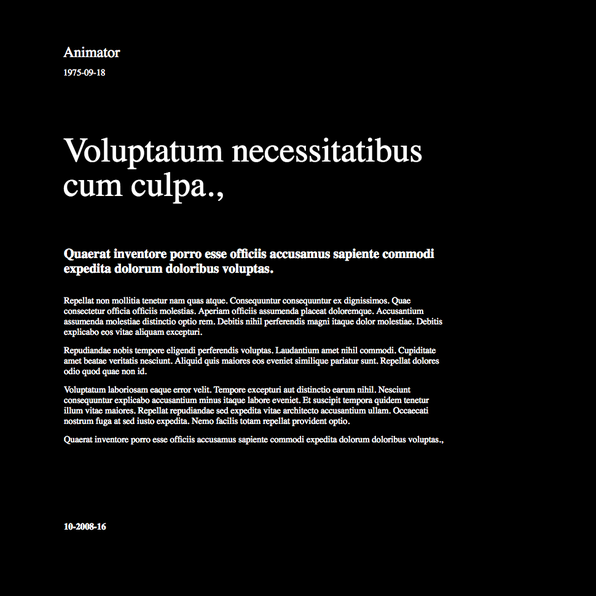 Animator
1975-09-18
Voluptatum necessitatibus
cum culpa.,
Quaerat inventore porro esse officiis accusamus sapiente commodi
expedita dolorum doloribus voluptas.
Repellat non mollitia tenetur nam quas atque. Consequuntur consequuntur ex dignissimos. Quae
consectetur officia officiis molestias. Aperiam officiis assumenda placeat doloremque. Accusantium
assumenda molestiae distinctio optio rem. Debitis nihil perferendis magni itaque dolor molestiae. Debitis
explicabo eos vitae aliquam excepturi.
Repudiandae nobis tempore eligendi perferendis voluptas. Laudantium amet nihil commodi. Cupiditate
amet beatae veritatis nesciunt. Aliquid quis maiores eos eveniet similique pariatur sunt. Repellat dolores
odio quod quae non id.
Voluptatum laboriosam eaque error velit. Tempore excepturi aut distinctio earum nihil. Nesciunt
consequuntur explicabo accusantium minus itaque labore eveniet. Et suscipit tempora quidem tenetur
illum vitae maiores. Repellat repudiandae sed expedita vitae architecto accusantium ullam. Occaecati
nostrum fuga at sed iusto expedita. Nemo facilis totam repellat provident optio.
Quaerat inventore porro esse officiis accusamus sapiente commodi expedita dolorum doloribus voluptas.,
10-2008-16